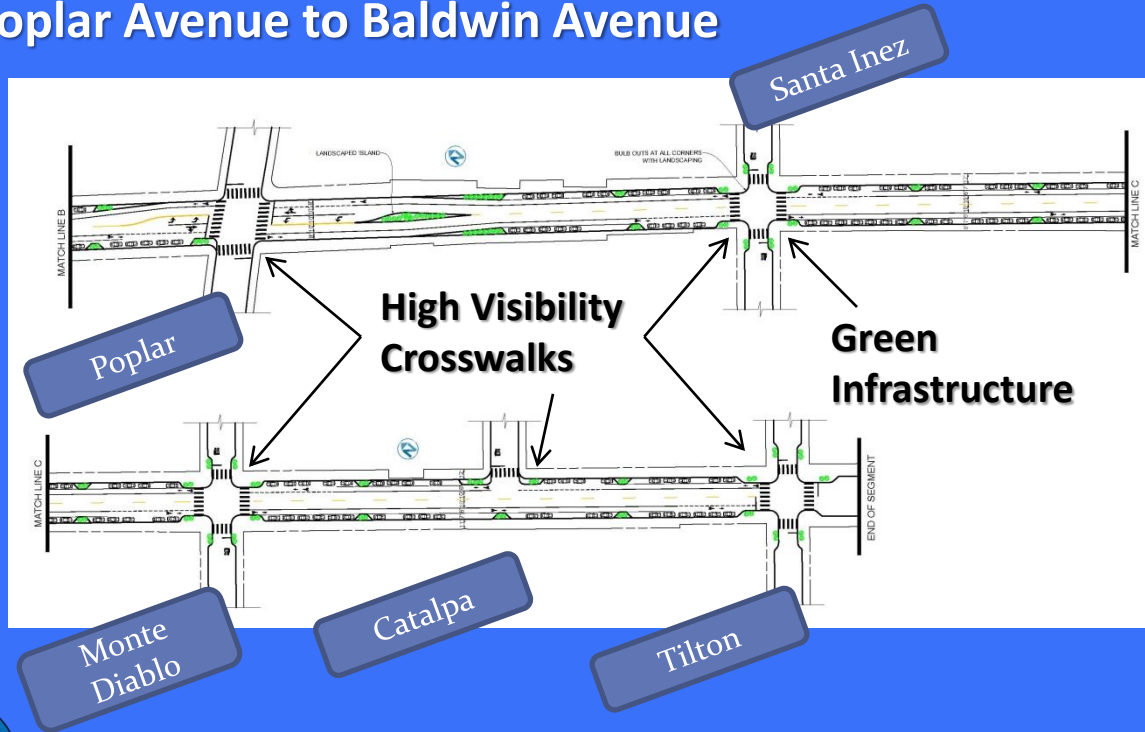 oplar Avenue to Baldwin Avenue
Santa Inez
LANDSCAPED ISLAND
BULB OUTS AT ALL CORNERS
WITH LANDSCAPING
MATCH LINE B
MATCH LINE C
High Visibility
Crosswalks
Green
Infrastructure
Poplar
MATCH LINE C
END OF SEGMENT
Monte
Diablo
Catalpa
Tilton